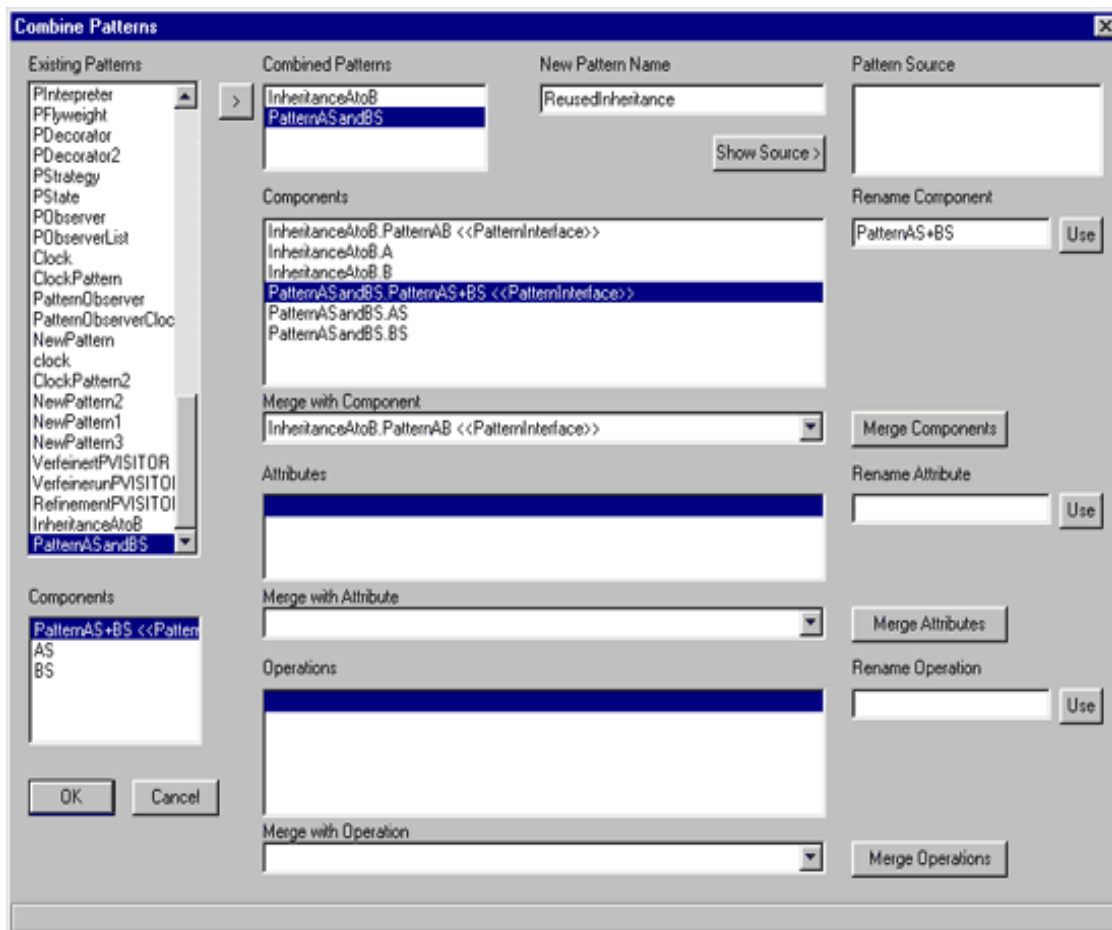 Combine Patterns
Existing Patterns
PInterpreter
PFlyweight
PDecorator
PDecorator2
PStrategy
PState
PObserver
PObserverList
Clock
ClockPattern
PatternObserver
PatternObserverCloc
NewPattern
clock
ClockPattern2
NewPattern2
NewPattern1
NewPattern3
VerfeinertPVISITOR
VerfeinerunPVISITOI
RefinementPVISITOI
InheritanceAtoB
PatternASandBS
Components
PatternAS+BS <<Pattern
AS
BS
OK Cancel
>
Combined Patterns
InheritanceAtoB
PatternASandBS
New Pattern Name
ReusedInheritance
Show Source >
Pattern Source
Components
InheritanceAtoB.PatternAB <<PatternInterface>>
InheritanceAtoB.A
InheritanceAtoB.B
PatternASandBS.PatternAS+BS <<PatternInterface>>
PatternASandBS.AS
PatternASandBS.BS
Rename Component
PatternAS+BS Use
Merge with Component
InheritanceAtoB.PatternAB <<PatternInterface>>
Merge Components
Attributes
Rename Attribute
Use
Merge with Attribute
Merge Attributes
Operations
Rename Operation
Use
Merge with Operation
Merge Operations